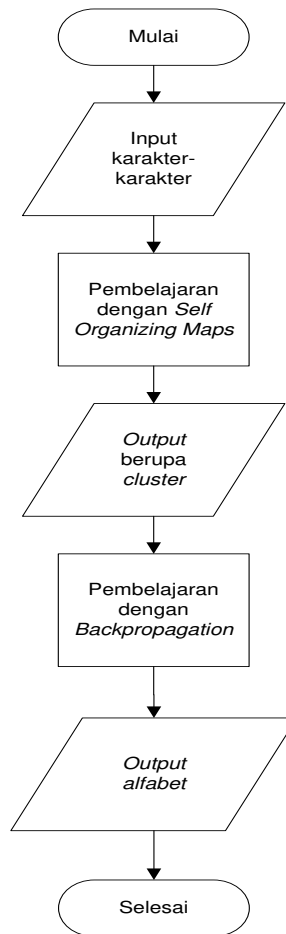 Mulai
Input
karakter-
karakter
Pembelajaran
dengan Self
Organizing Maps
Output
berupa
cluster
Pembelajaran
dengan
Backpropagation
Output
alfabet
Selesai